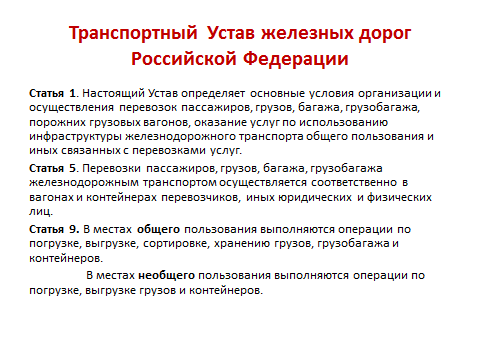 Транспортный Устав железных дорог
Российской Федерации
Статья 1. Настоящий Устав определяет основные условия организации и
осуществления перевозок пассажиров, грузов, багажа, грузобагажа,
порожних грузовых вагонов, оказание услуг по использованию
инфраструктуры железнодорожного транспорта общего пользования и
иных связанных с перевозками услуг.
Статья 5. Перевозки пассажиров, грузов, багажа, грузобагажа
железнодорожным транспортом осуществляется соответственно в
вагонах и контейнерах перевозчиков, иных юридических и физических
лиц.
Статья 9. В местах общего пользования выполняются операции по
погрузке, выгрузке, сортировке, хранению грузов, грузобагажа и
контейнеров.
В местах необщего пользования выполняются операции по
погрузке, выгрузке грузов и контейнеров.